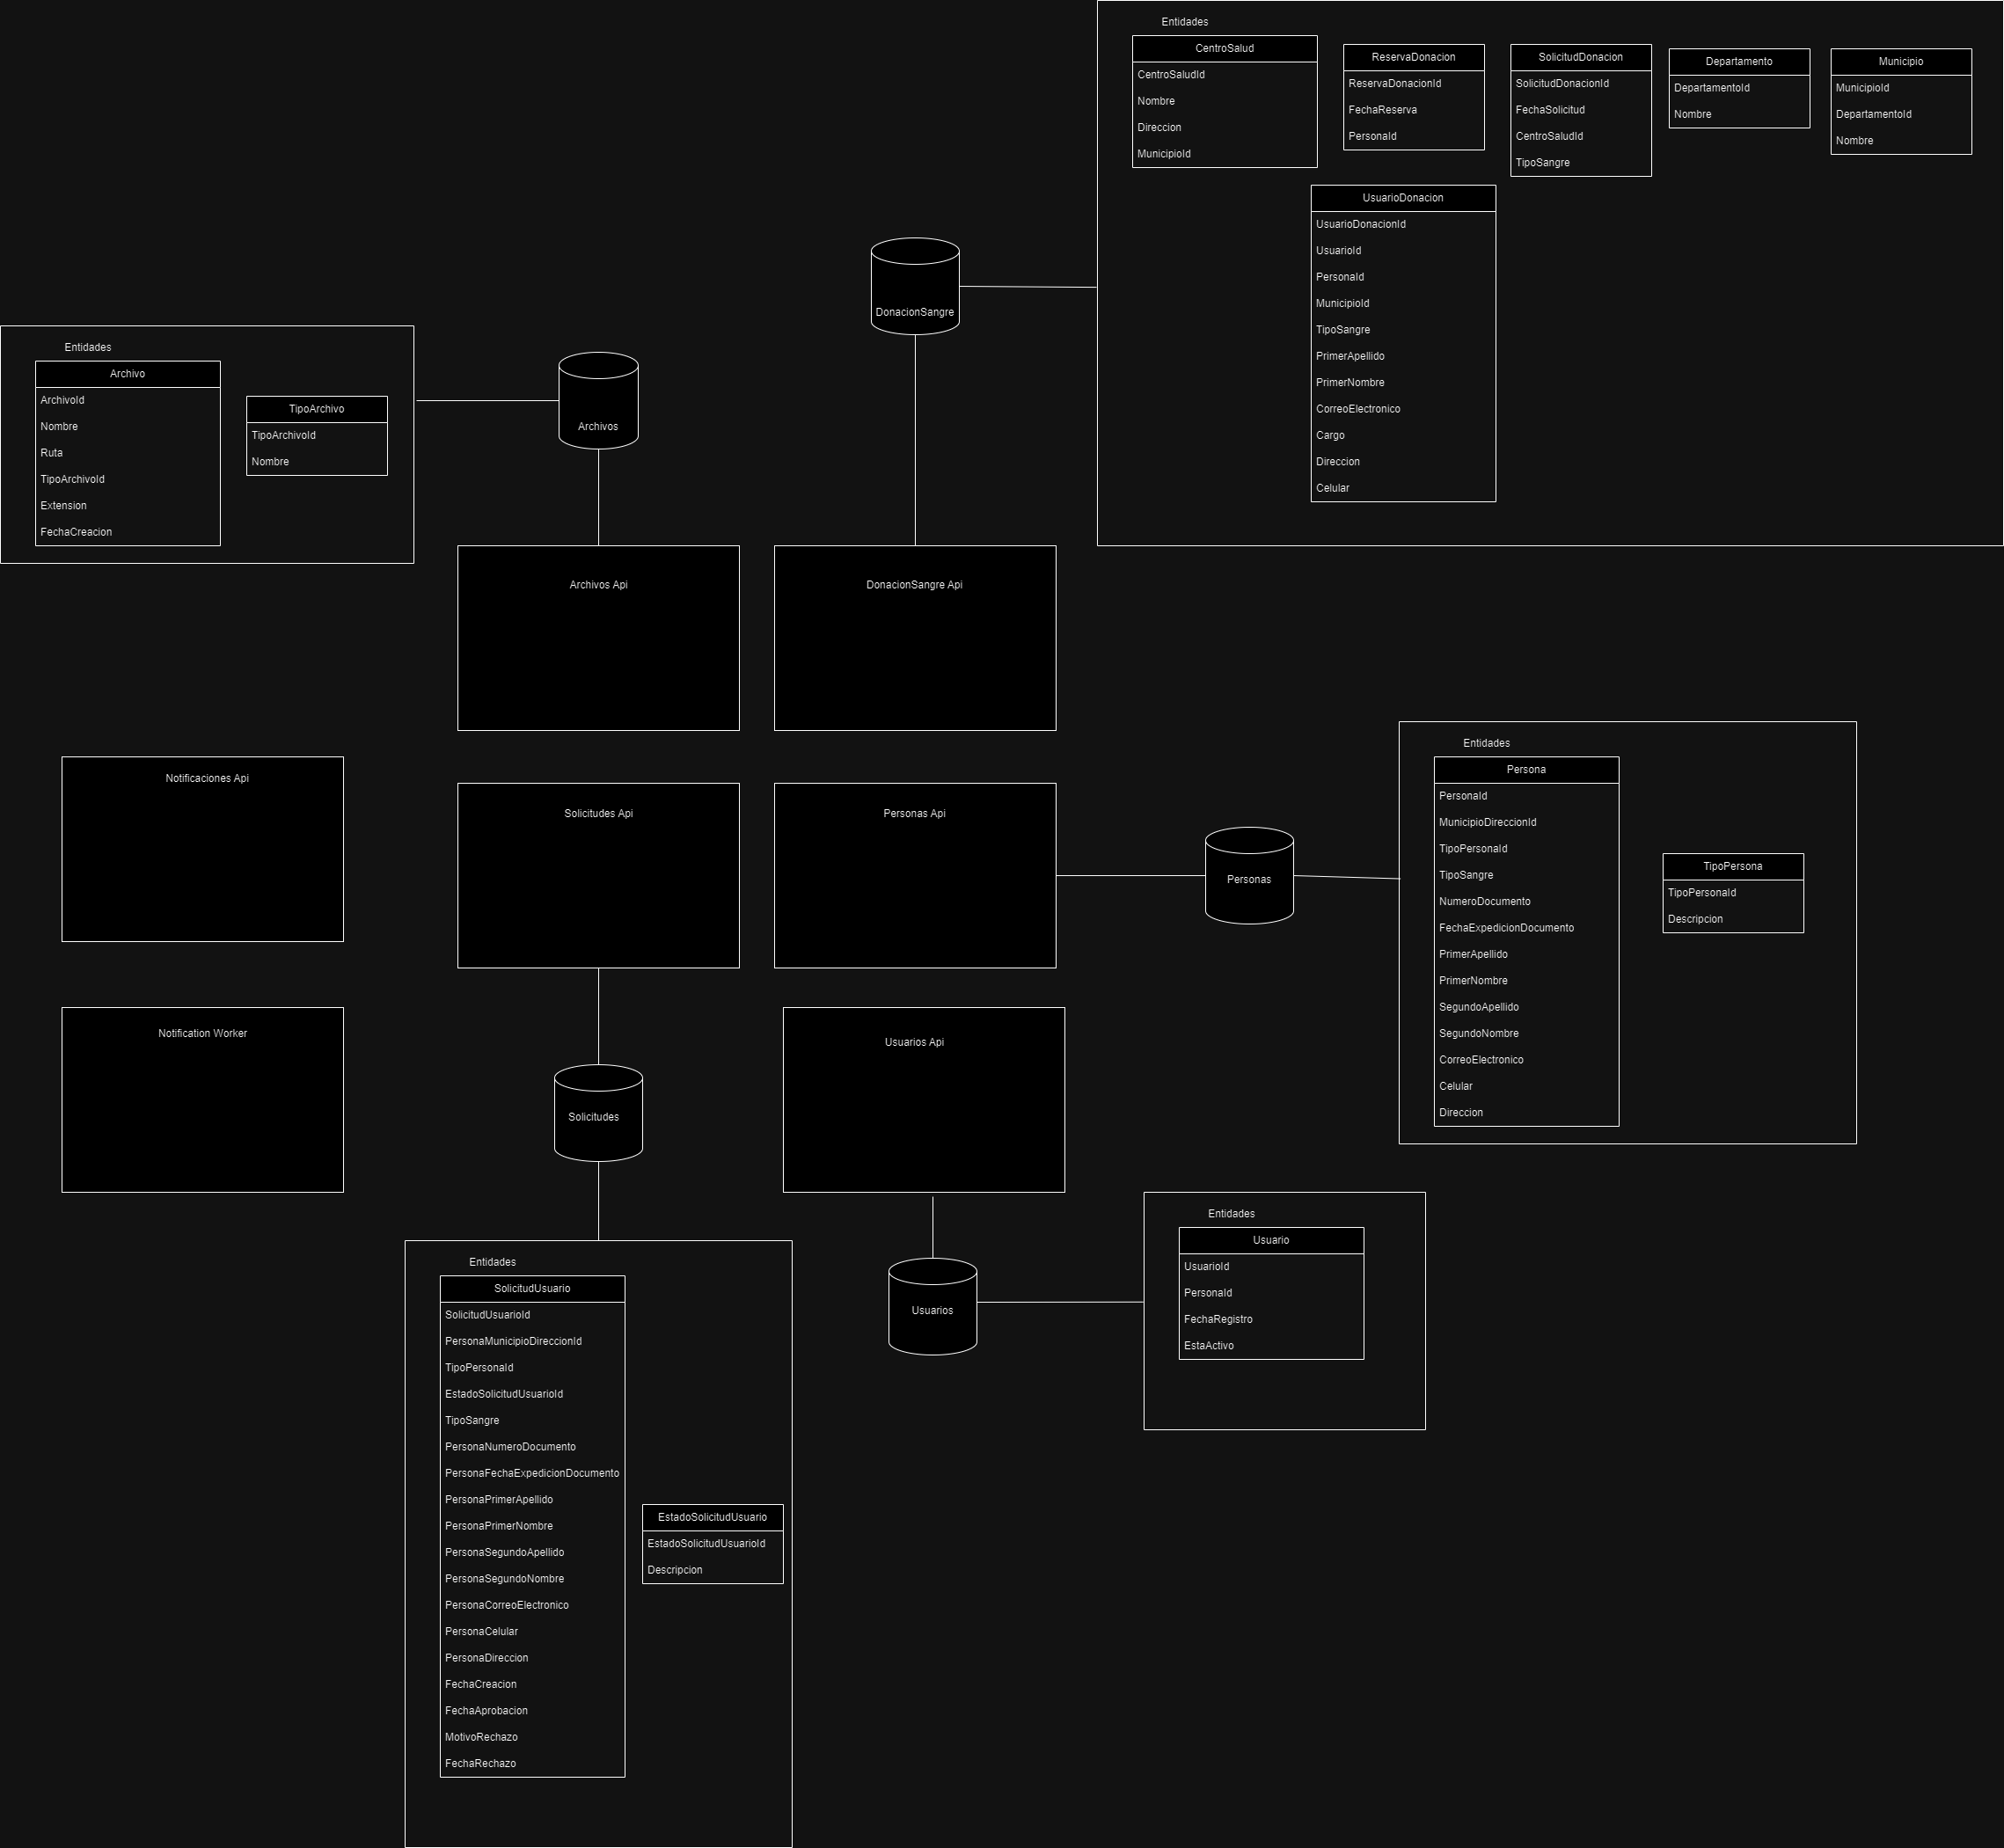 Entidades
CentroSalud
CentroSaludId
Nombre
Direccion
MunicipioId
ReservaDonacion
ReservaDonacionId
FechaReserva
PersonaId
SolicitudDonacion
SolicitudDonacionId
FechaSolicitud
CentroSaludId
TipoSangre
Departamento
DepartamentoId
Nombre
Municipio
MunicipioId
DepartamentoId
Nombre
UsuarioDonacion
UsuarioDonacionId
UsuarioId
PersonaId
MunicipioId
TipoSangre
PrimerApellido
PrimerNombre
CorreoElectronico
Cargo
Direccion
Celular
DonacionSangre
Entidades
Archivo
ArchivoId
Nombre
Ruta
TipoArchivoId
Extension
FechaCreacion
TipoArchivo
TipoArchivoId
Nombre
Archivos
Archivos Api
DonacionSangre Api
Notificaciones Api
Solicitudes Api
Personas Api
Personas
Entidades
Persona
PersonaId
MunicipioDireccionId
TipoPersonaId
TipoSangre
NumeroDocumento
FechaExpedicionDocumento
PrimerApellido
PrimerNombre
SegundoApellido
SegundoNombre
CorreoElectronico
Celular
Direccion
TipoPersona
TipoPersonaId
Descripcion
Notification Worker
Usuarios Api
Solicitudes
Usuarios
Entidades
Usuario
UsuarioId
PersonaId
FechaRegistro
EstaActivo
Entidades
SolicitudUsuario
SolicitudUsuarioId
PersonaMunicipioDireccionId
TipoPersonaId
EstadoSolicitudUsuarioId
TipoSangre
PersonaNumeroDocumento
PersonaFechaExpedicionDocumento
PersonaPrimerApellido
PersonaPrimerNombre
PersonaSegundoApellido
PersonaSegundoNombre
PersonaCorreoElectronico
PersonaCelular
PersonaDireccion
FechaCreacion
FechaAprobacion
MotivoRechazo
FechaRechazo
EstadoSolicitudUsuario
EstadoSolicitudUsuarioId
Descripcion